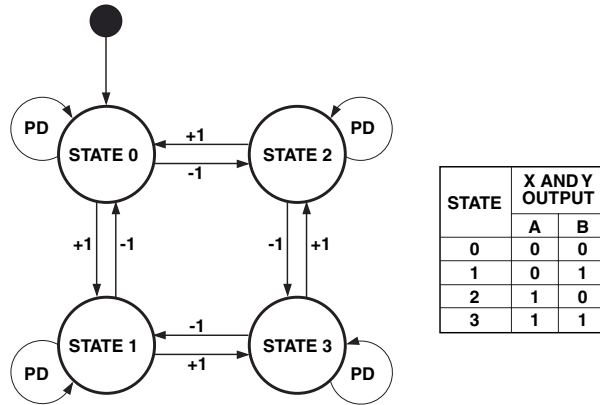 PD
PD
+1
STATE 0
STATE 2
-1
+1
-1
-1
+1
-1
STATE 1
STATE 3
+1
PD
PD
STATE
X AND Y OUTPUT
A B
0 0 0
1 0 1
2 1 0
3 1 1